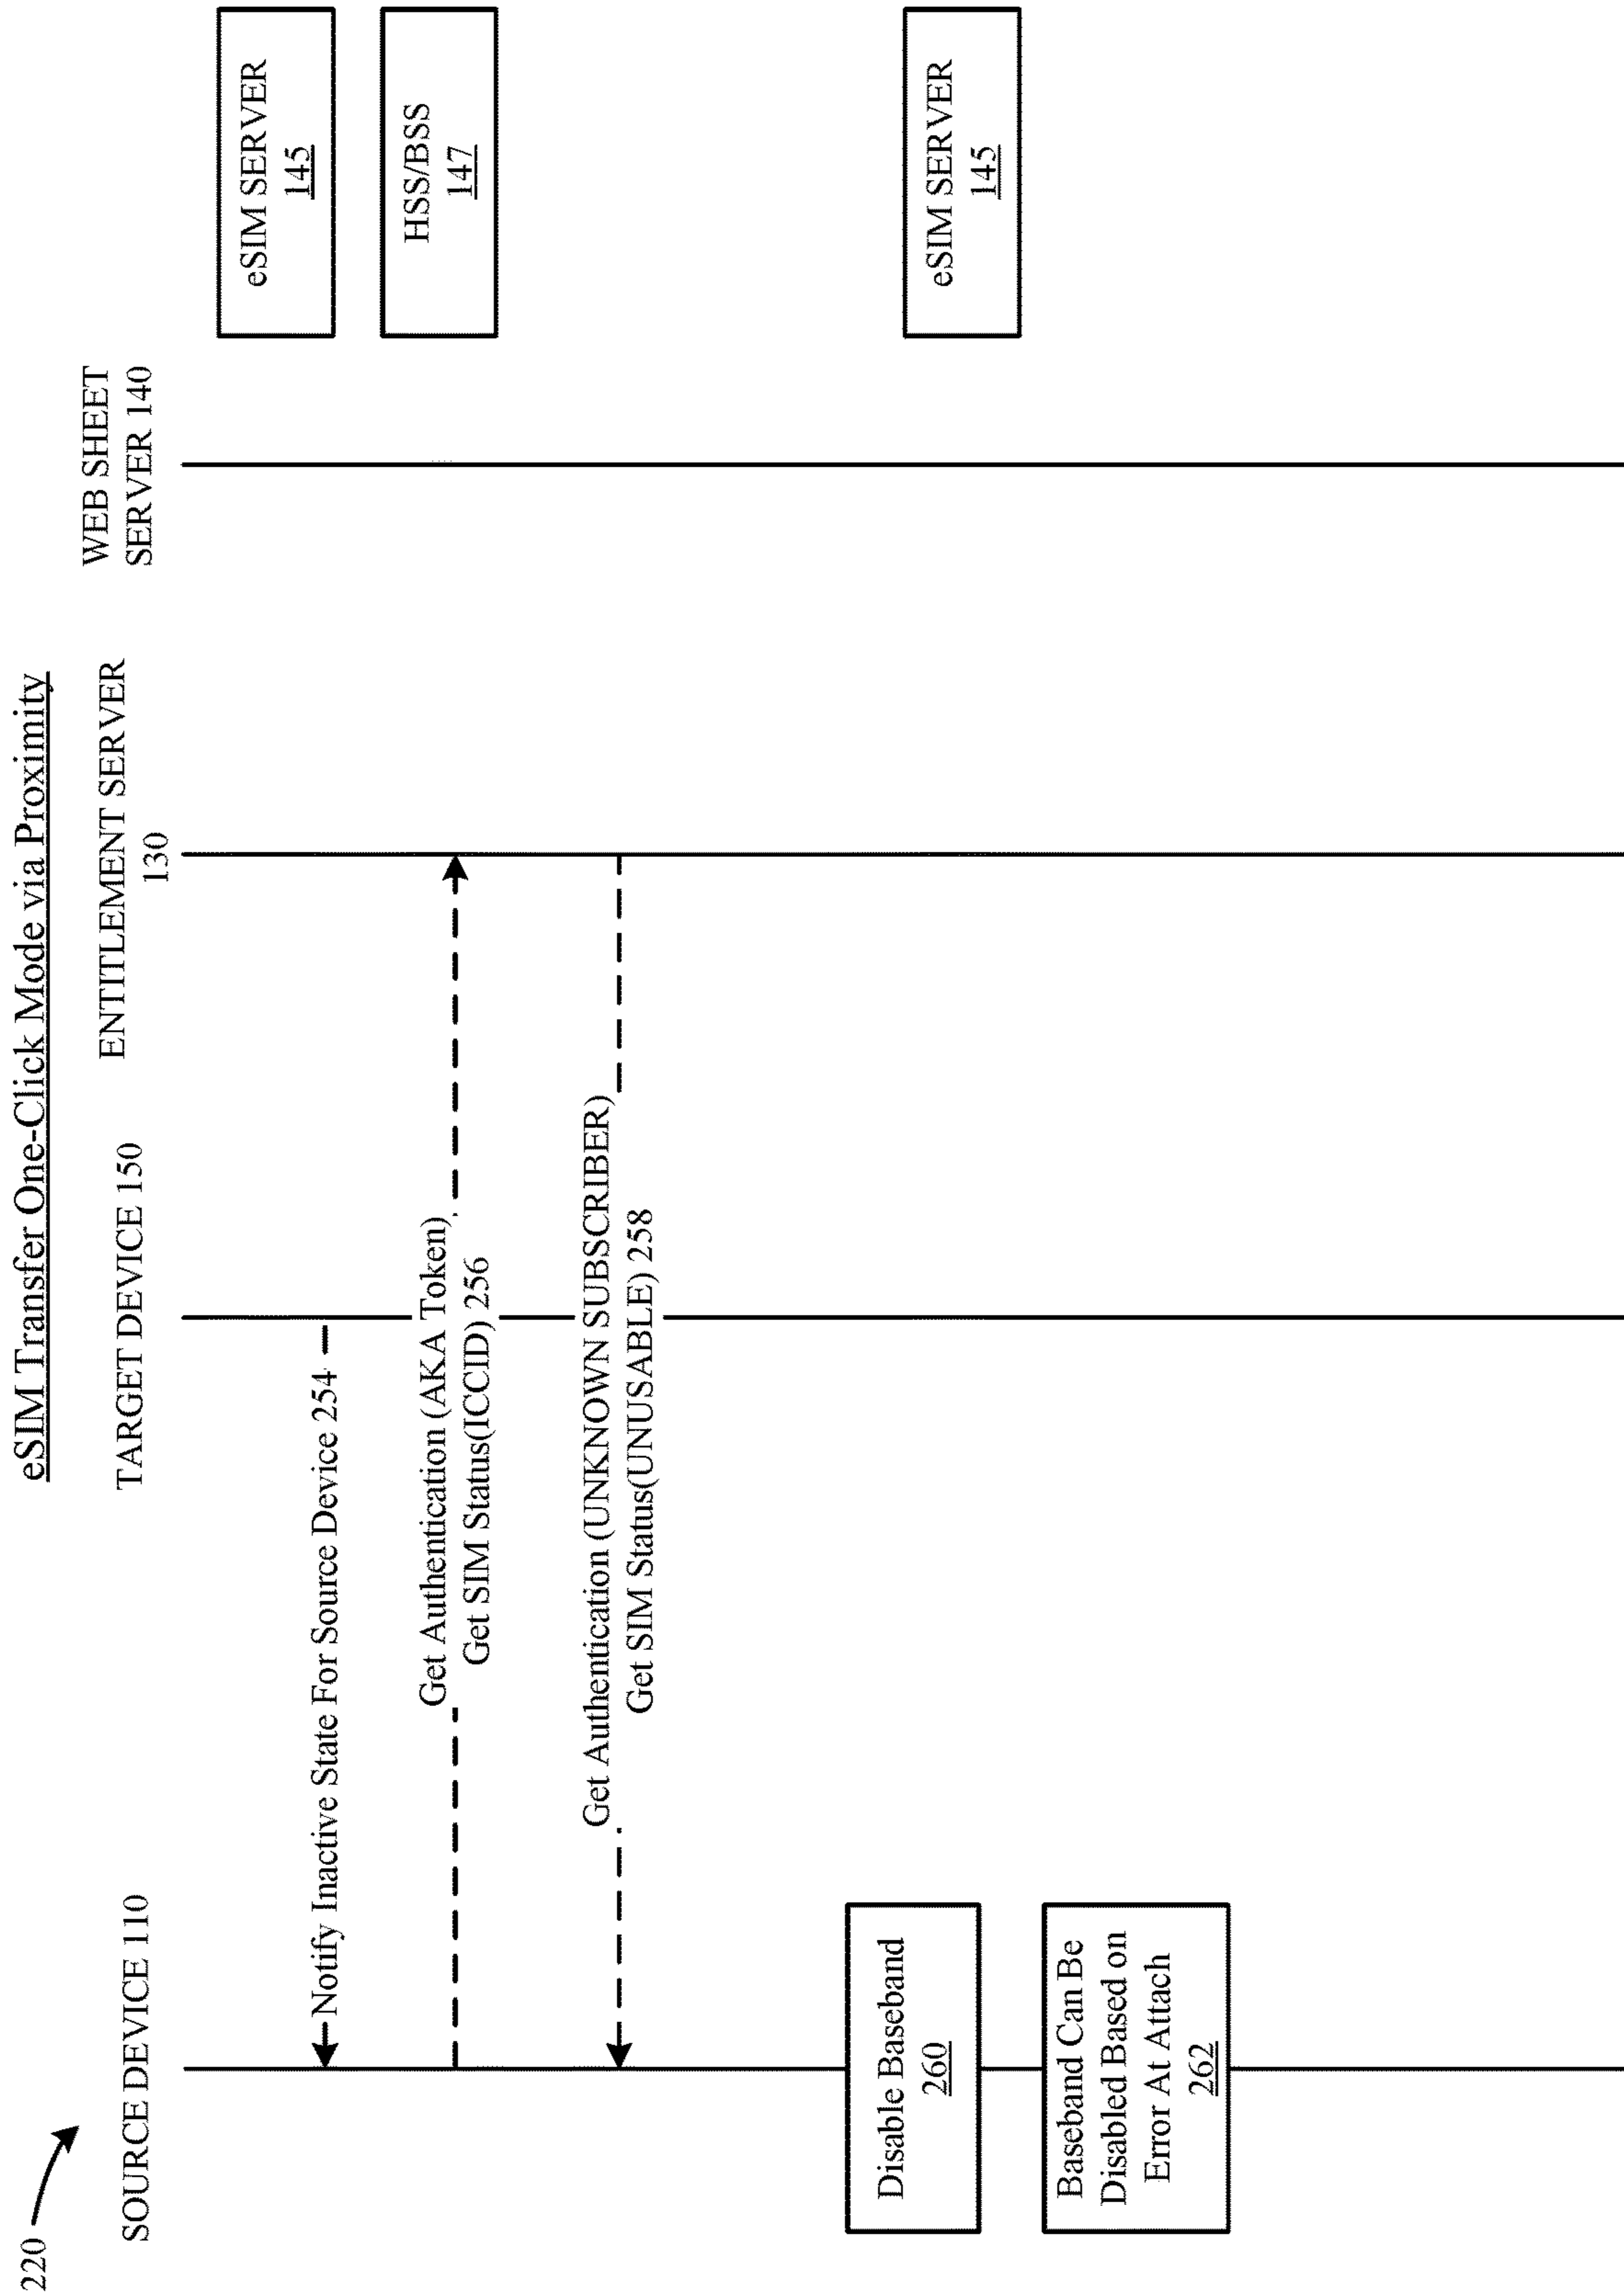 eSIM Transfer One-Click Mode via Proximity
220
SOURCE DEVICE 110
TARGET DEVICE 150
ENTITLEMENT SERVER
130
WEB SHEET
SERVER 140
eSIM SERVER
145
HSS/BSS
147
Notify Inactive State For Source Device 254
Get Authentication (AKA Token)
Get SIM Status(ICCID) 256
Get Authentication (UNKNOWN SUBSCRIBER)
Get SIM Status(UNUSABLE) 258
Disable Baseband
260
eSIM SERVER
145
Baseband Can Be
Disabled Based on
Error At Attach
262